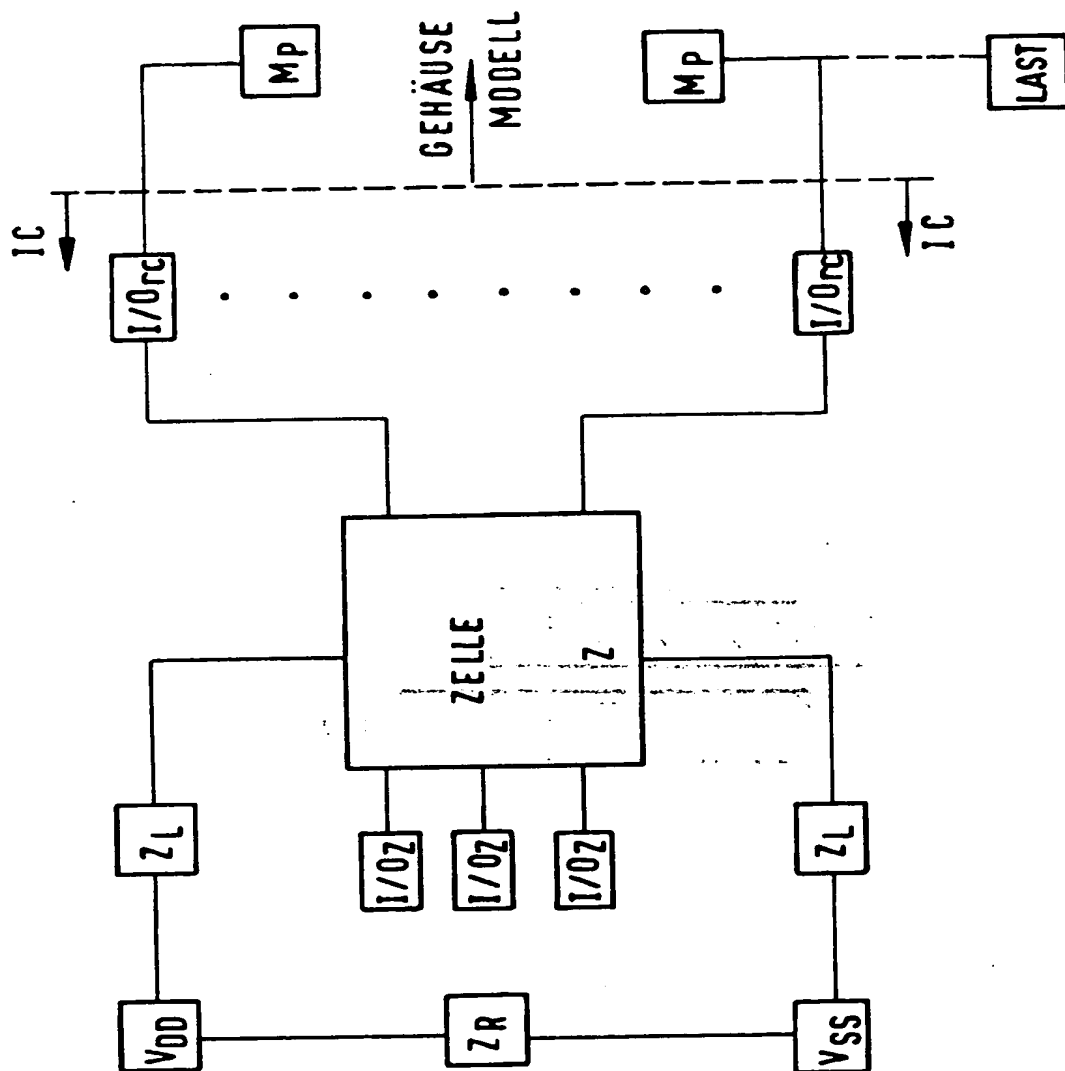 IC
I/Orc
Mp
GEHÄUSE
MODELL
Mp
LAST
I/Orc
IC
ZELLE
Z
ZL
I/OZ
I/OZ
I/OZ
ZL
VDD
ZR
VSS